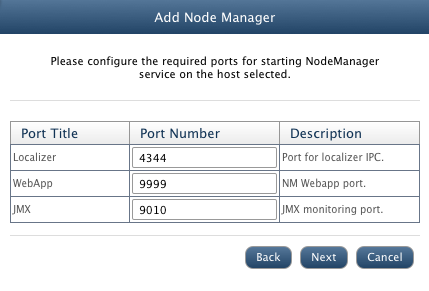 Add Node Manager
Please configure the required ports for starting NodeManager
service on the host selected.
Port Title Port Number Description
Localizer 4344 Port for localizer IPC.
WebApp 9999 NM Webapp port.
JMX 9010 JMX monitoring port.
Back Next Cancel